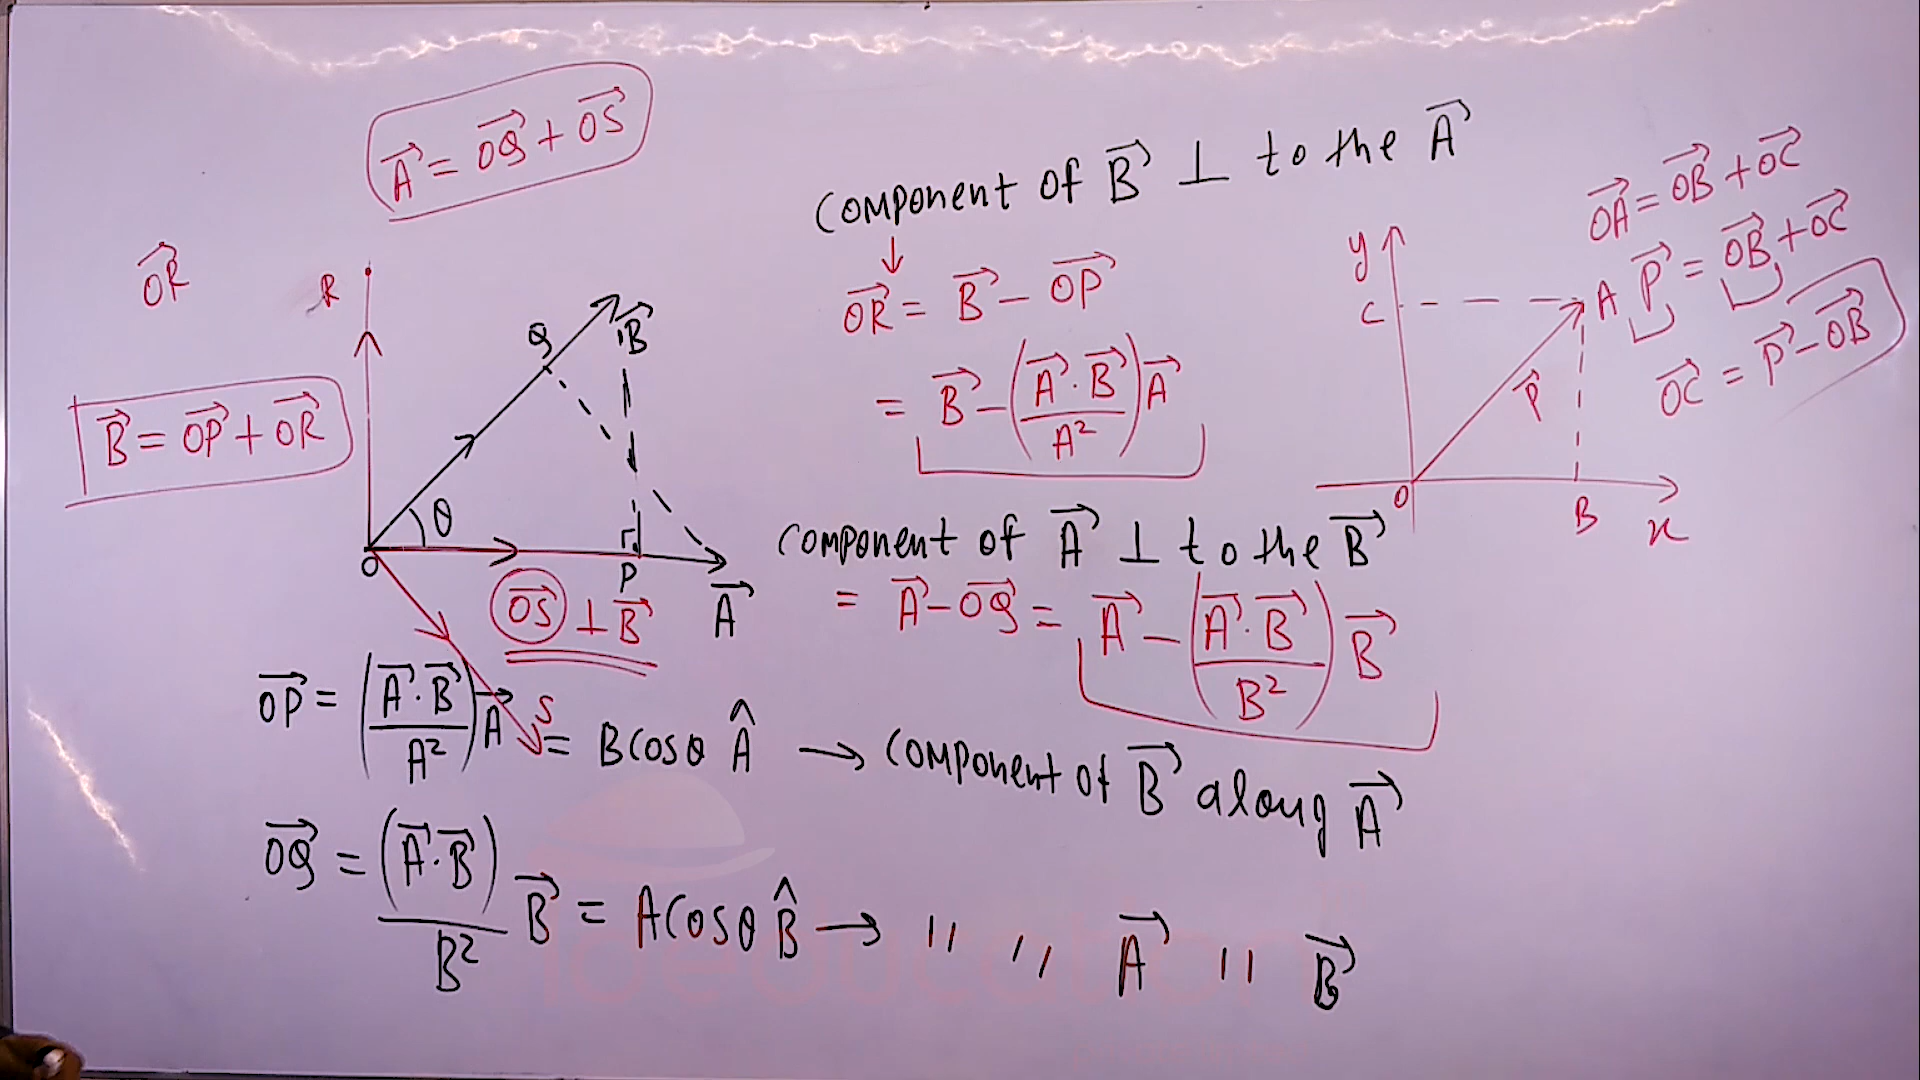 A⃗ = OQ⃗ + OS⃗
component of B⃗ ⊥ to the A⃗
OR⃗ = B⃗ − OP⃗
= B⃗ − (A⃗·B⃗/A²) A⃗
OR⃗
B⃗ = OP⃗ + OR⃗
R
Q
B⃗
θ
O
P
A⃗
S
OS⃗ ⊥ B⃗
OA⃗ = OB⃗ + OC⃗
P⃗ = OB⃗ + OC⃗
OC⃗ = P⃗ − OB⃗
y
C
A
P⃗
O
B
x
component of A⃗ ⊥ to the B⃗
= A⃗ − OQ⃗ = A⃗ − (A⃗·B⃗/B²) B⃗
OP⃗ = (A⃗·B⃗/A²) A⃗ = B cos θ Â → component of B⃗ along A⃗
OQ⃗ = (A⃗·B⃗)/B² B⃗ = A cos θ B̂ → " " A⃗ " B⃗